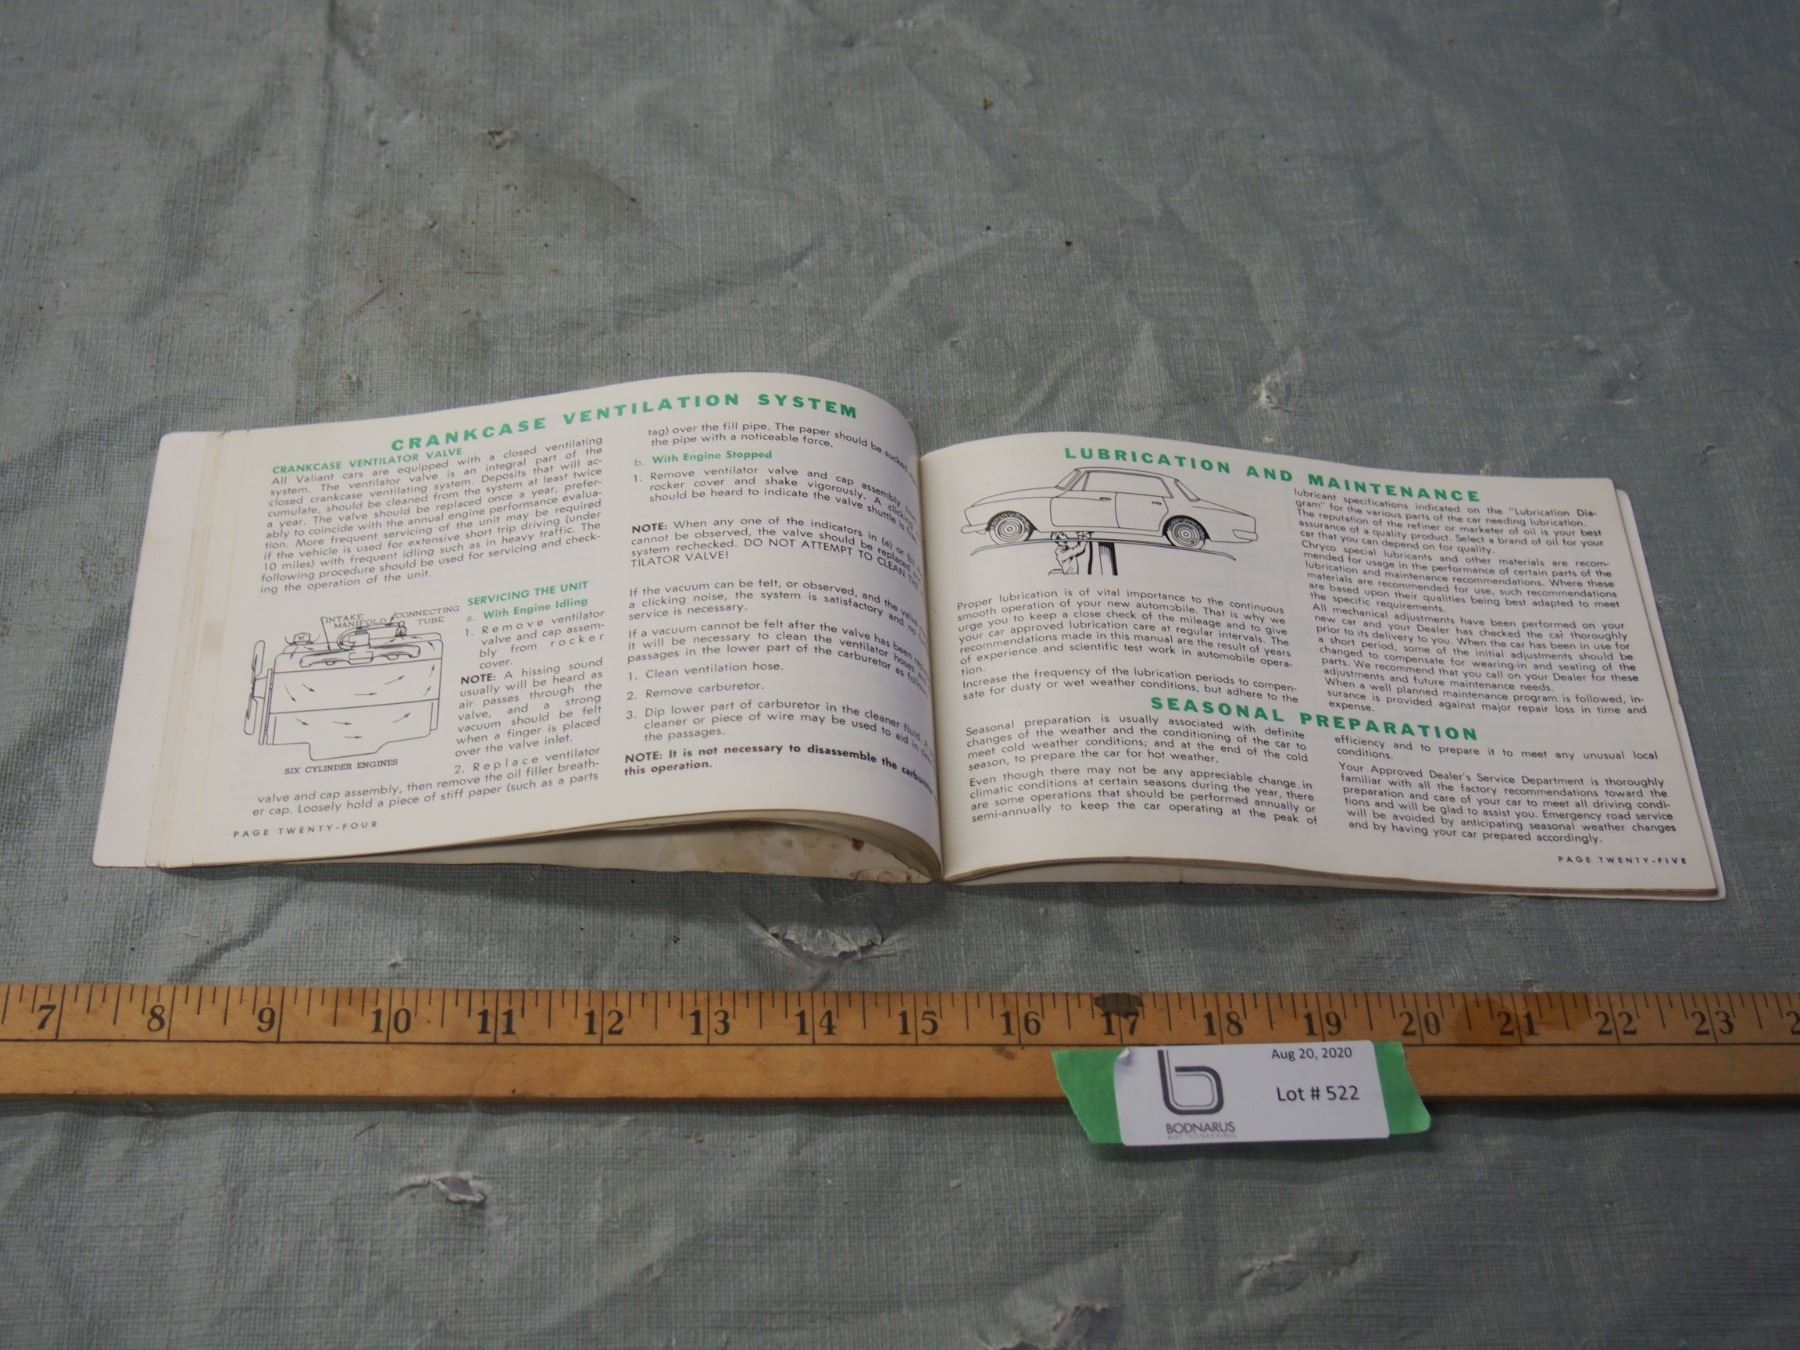 CRANKCASE VENTILATION SYSTEM
CRANKCASE VENTILATOR VALVE
All Valiant cars are equipped with a closed ventilating
system. The ventilator valve is an integral part of the
closed crankcase ventilating system. Deposits that will ac-
cumulate, should be cleaned from the system at least twice
a year. The valve should be replaced once a year, prefer-
ably to coincide with the annual engine performance evalua-
tion. More frequent servicing of the unit may be required
if the vehicle is used for extensive short trip driving (under
10 miles) with frequent idling such as in heavy traffic. The
following procedure should be used for servicing and check-
ing the operation of the unit.
INTAKE
MANIFOLD
CONNECTING
TUBE
SIX CYLINDER ENGINES
SERVICING THE UNIT
a. With Engine Idling
1. Remove ventilator
valve and cap assem-
bly from rocker
cover.
NOTE: A hissing sound
usually will be heard as
air passes through the
valve, and a strong
vacuum should be felt
when a finger is placed
over the valve inlet.
2. Replace ventilator
valve and cap assembly, then remove the oil filler breath-
er cap. Loosely hold a piece of stiff paper (such as a parts
PAGE TWENTY-FOUR
tag) over the fill pipe. The paper should be sucked
the pipe with a noticeable force.
b. With Engine Stopped
1. Remove ventilator valve and cap assembly from
rocker cover and shake vigorously. A clicking
should be heard to indicate the valve shuttle is
NOTE: When any one of the indicators in (a) or
cannot be observed, the valve should be replaced
system rechecked. DO NOT ATTEMPT TO CLEAN
TILATOR VALVE!
If the vacuum can be felt, or observed, and the valve
a clicking noise, the system is satisfactory and no
service is necessary.
If a vacuum cannot be felt after the valve has been
it will be necessary to clean the ventilator hoses
passages in the lower part of the carburetor as
1. Clean ventilation hose.
2. Remove carburetor.
3. Dip lower part of carburetor in the cleaner fluid. A
cleaner or piece of wire may be used to aid in
the passages.
NOTE: It is not necessary to disassemble the
this operation.
LUBRICATION AND MAINTENANCE
Proper lubrication is of vital importance to the continuous
smooth operation of your new automobile. That is why we
urge you to keep a close check of the mileage and to give
your car approved lubrication care at regular intervals. The
recommendations made in this manual are the result of years
of experience and scientific test work in automobile opera-
tion.
Increase the frequency of the lubrication periods to compen-
sate for dusty or wet weather conditions, but adhere to the
lubricant specifications indicated on the "Lubrication Dia-
gram" for the various parts of the car needing lubrication.
The reputation of the refiner or marketer of oil is your best
assurance of a quality product. Select a brand of oil for your
car that you can depend on for quality.
Chryco special lubricants and other materials are recom-
mended for usage in the performance of certain parts of the
lubrication and maintenance recommendations. Where these
materials are recommended for use, such recommendations
are based upon their qualities being best adapted to meet
the specific requirements.
All mechanical adjustments have been performed on your
new car and your Dealer has checked the car thoroughly
prior to its delivery to you. When the car has been in use for
a short period, some of the initial adjustments should be
changed to compensate for wearing-in and seating of the
parts. We recommend that you call on your Dealer for these
adjustments and future maintenance needs.
When a well planned maintenance program is followed, in-
surance is provided against major repair loss in time and
expense.
SEASONAL PREPARATION
Seasonal preparation is usually associated with definite
changes of the weather and the conditioning of the car to
meet cold weather conditions; and at the end of the cold
season, to prepare the car for hot weather.
Even though there may not be any appreciable change in
climatic conditions at certain seasons during the year, there
are some operations that should be performed annually or
semi-annually to keep the car operating at the peak of
efficiency and to prepare it to meet any unusual local
conditions.
Your Approved Dealer's Service Department is thoroughly
familiar with all the factory recommendations toward the
preparation and care of your car to meet all driving condi-
tions and will be glad to assist you. Emergency road service
will be avoided by anticipating seasonal weather changes
and by having your car prepared accordingly.
PAGE TWENTY-FIVE
7 8 9 10 11 12 13 14 15 16 17 18 19 20 21 22 23 2
Aug 20, 2020
Lot # 522
b
BODNARUS